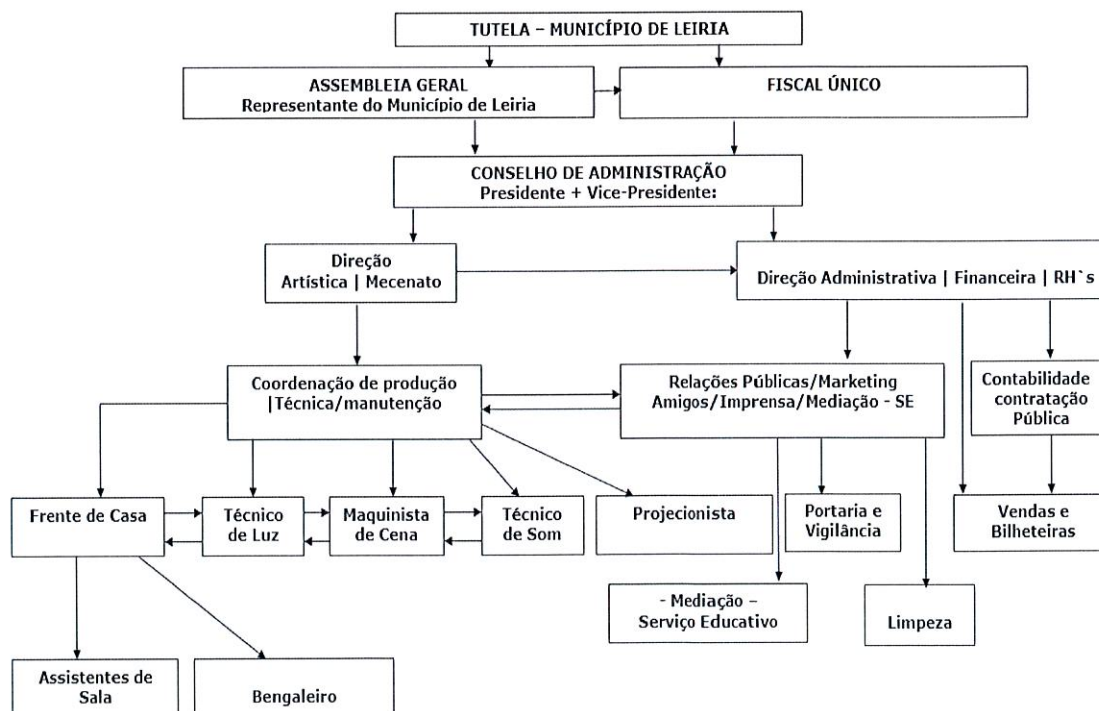 TUTELA – MUNICÍPIO DE LEIRIA
ASSEMBLEIA GERAL
Representante do Município de Leiria
FISCAL ÚNICO
CONSELHO DE ADMINISTRAÇÃO
Presidente + Vice-Presidente:
Direção
Artística | Mecenato
Direção Administrativa | Financeira | RH`s
Coordenação de produção
|Técnica/manutenção
Relações Públicas/Marketing
Amigos/Imprensa/Mediação - SE
Contabilidade
contratação
Pública
Frente de Casa
Técnico
de Luz
Maquinista
de Cena
Técnico
de Som
Projecionista
Portaria e
Vigilância
Vendas e
Bilheteiras
- Mediação –
Serviço Educativo
Limpeza
Assistentes de
Sala
Bengaleiro